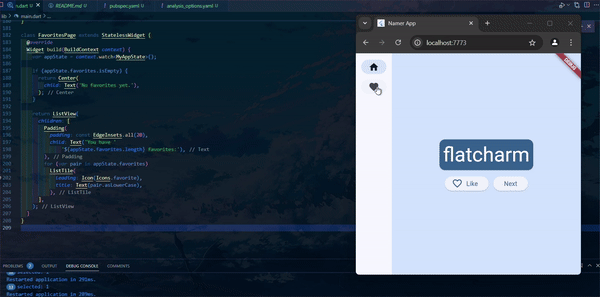 main.dart
README.md
pubspec.yaml
analysis_options.yaml
lib > main.dart > ...
class FavoritesPage extends StatelessWidget {
@override
Widget build(BuildContext context) {
var appState = context.watch<MyAppState>();
if (appState.favorites.isEmpty) {
return Center(
child: Text('No favorites yet.'),
); // Center
}
return ListView(
children: [
Padding(
padding: const EdgeInsets.all(20),
child: Text('You have '
'${appState.favorites.length} favorites:'), // Text
), // Padding
for (var pair in appState.favorites)
ListTile(
leading: Icon(Icons.favorite),
title: Text(pair.asLowerCase),
), // ListTile
],
); // ListView
}
}
PROBLEMS 2 OUTPUT DEBUG CONSOLE COMMENTS
Restarted application in 291ms.
selected: 1
Restarted application in 289ms.
Namer App
localhost:7773
DEBUG
flatcharm
Like
Next